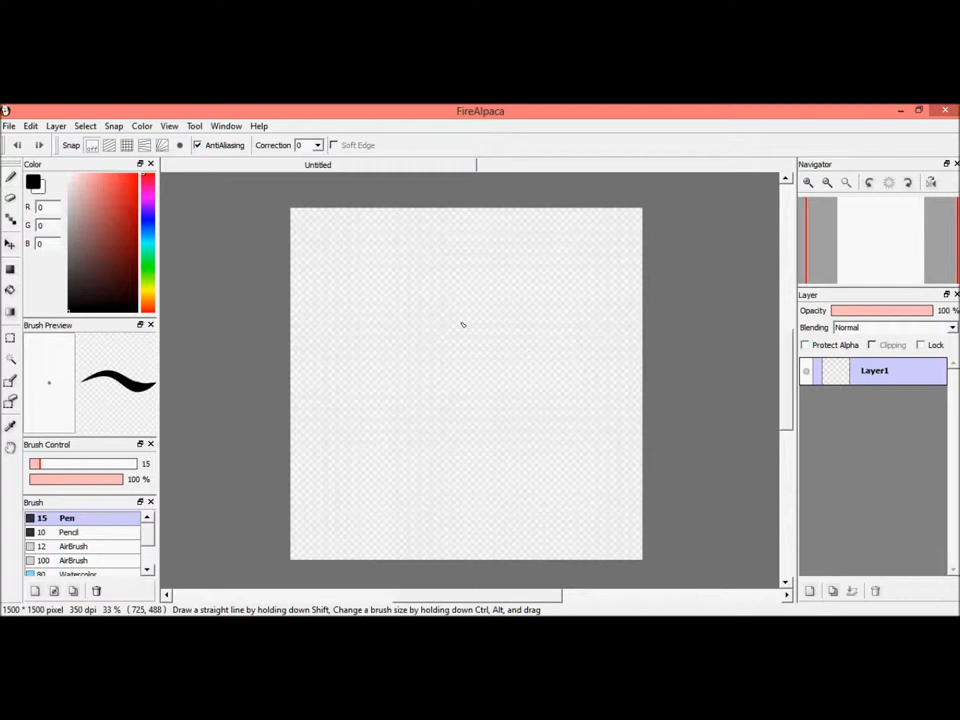 FireAlpaca
File Edit Layer Select Snap Color View Tool Window Help
Snap off AntiAliasing Correction 0 Soft Edge
Color
Untitled
Navigator
R 0
G 0
B 0
Layer
Opacity 100 %
Brush Preview
Blending Normal
Protect Alpha Clipping Lock
Layer1
Brush Control
15
100 %
Brush
15 Pen
10 Pencil
12 AirBrush
100 AirBrush
80 Watercolor
1500 * 1500 pixel 350 dpi 33 % ( 725, 488 ) Draw a straight line by holding down Shift, Change a brush size by holding down Ctrl, Alt, and drag